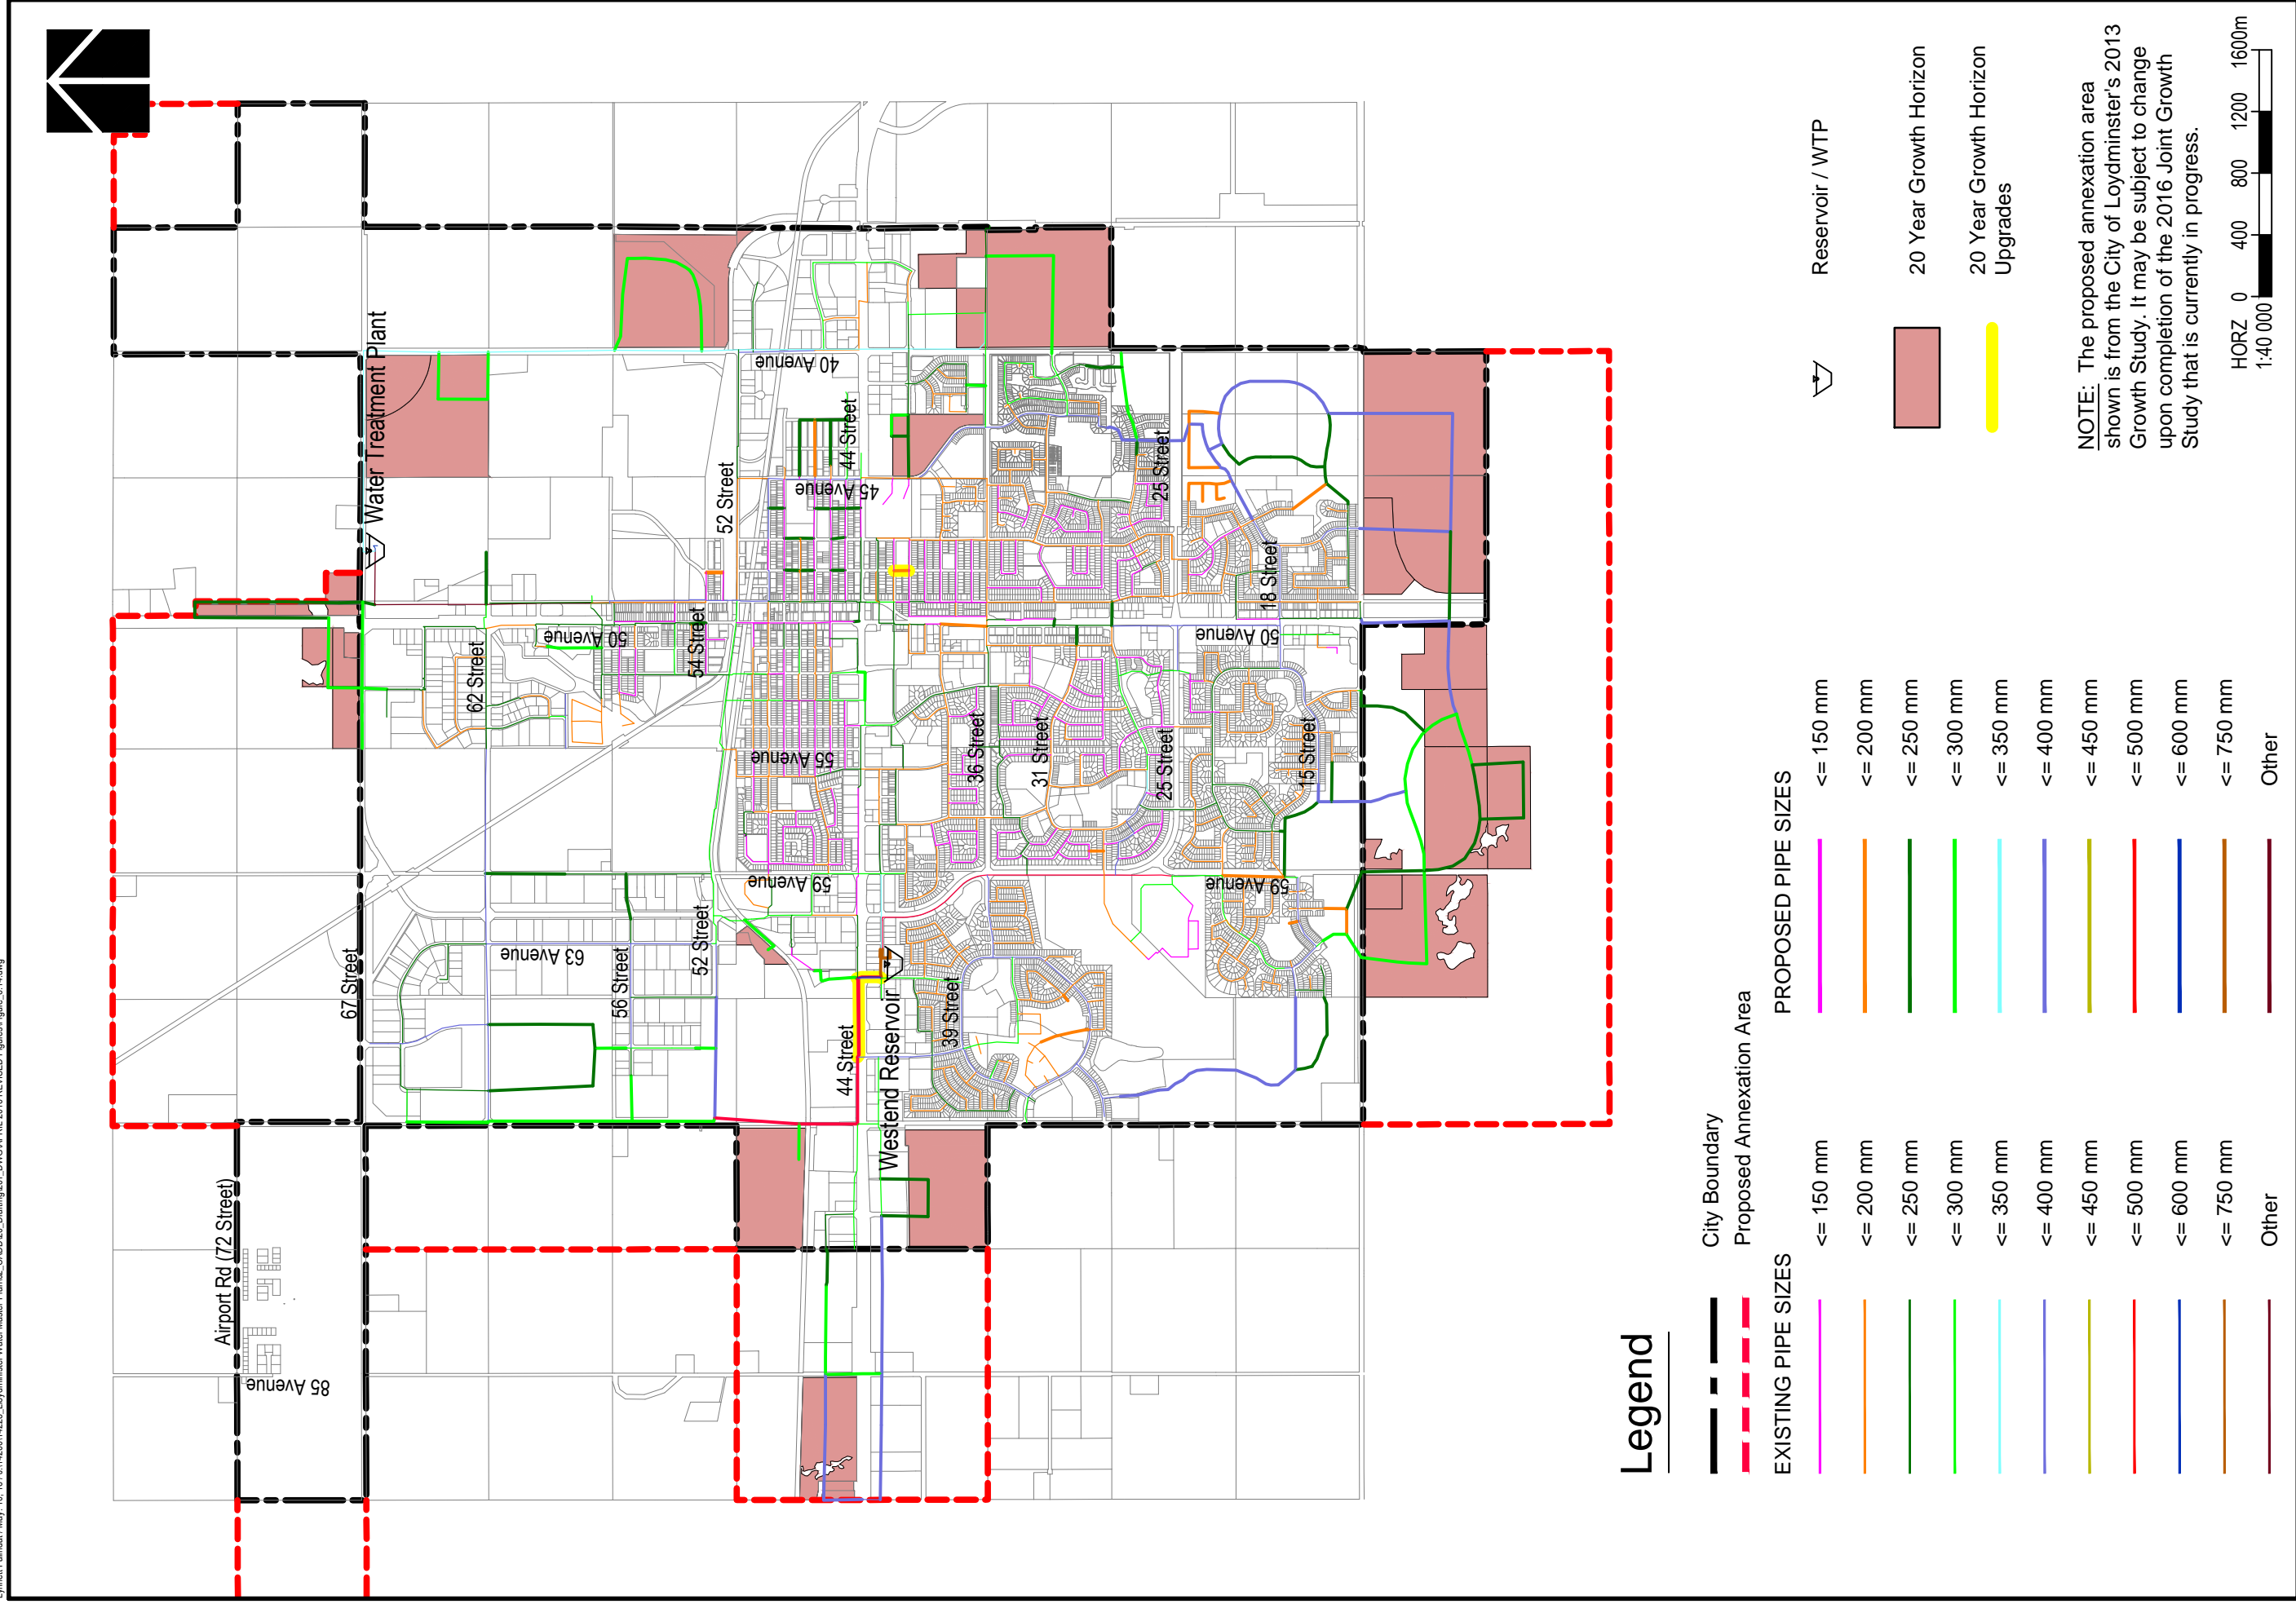 Airport Rd (72 Street)
85 Avenue
67 Street
Water Treatment Plant
62 Street
50 Avenue
54 Street
63 Avenue
56 Street
52 Street
52 Street
40 Avenue
44 Street
45 Avenue
55 Avenue
59 Avenue
44 Street
Westend Reservoir
39 Street
36 Street
31 Street
25 Street
25 Street
18 Street
50 Avenue
15 Street
59 Avenue
Legend
City Boundary
Proposed Annexation Area
EXISTING PIPE SIZES
<= 150 mm
<= 200 mm
<= 250 mm
<= 300 mm
<= 350 mm
<= 400 mm
<= 450 mm
<= 500 mm
<= 600 mm
<= 750 mm
Other
PROPOSED PIPE SIZES
<= 150 mm
<= 200 mm
<= 250 mm
<= 300 mm
<= 350 mm
<= 400 mm
<= 450 mm
<= 500 mm
<= 600 mm
<= 750 mm
Other
Reservoir / WTP
20 Year Growth Horizon
20 Year Growth Horizon
Upgrades
NOTE: The proposed annexation area
shown is from the City of Loydminster's 2013
Growth Study. It may be subject to change
upon completion of the 2016 Joint Growth
Study that is currently in progress.
HORZ 0 400 800 1200 1600m
1:40 000